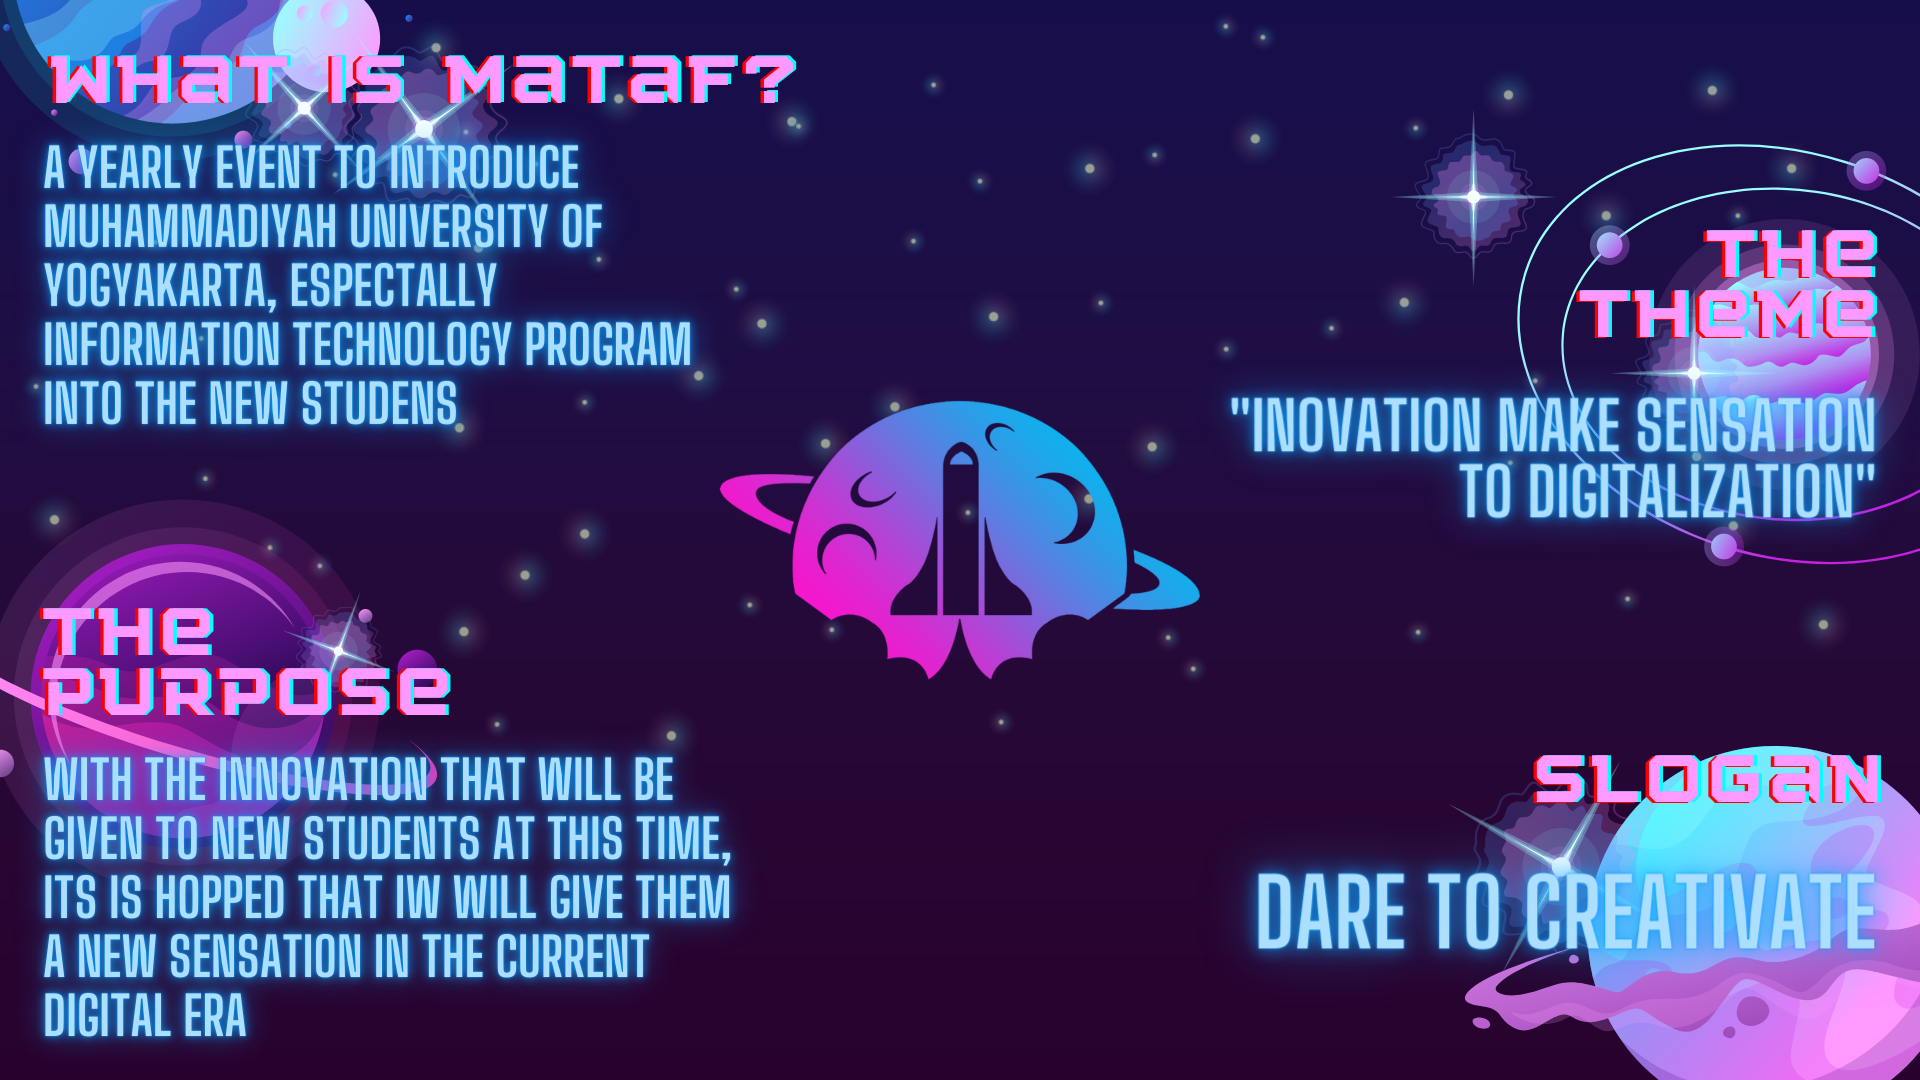 WHAT IS MATAF?
A YEARLY EVENT TO INTRODUCE
MUHAMMADIYAH UNIVERSITY OF
YOGYAKARTA, ESPECTALLY
INFORMATION TECHNOLOGY PROGRAM
INTO THE NEW STUDENS
THE
PURPOSE
WITH THE INNOVATION THAT WILL BE
GIVEN TO NEW STUDENTS AT THIS TIME,
ITS IS HOPPED THAT IW WILL GIVE THEM
A NEW SENSATION IN THE CURRENT
DIGITAL ERA
THE
THEME
"INOVATION MAKE SENSATION
TO DIGITALIZATION"
SLOGAN
DARE TO CREATIVATE